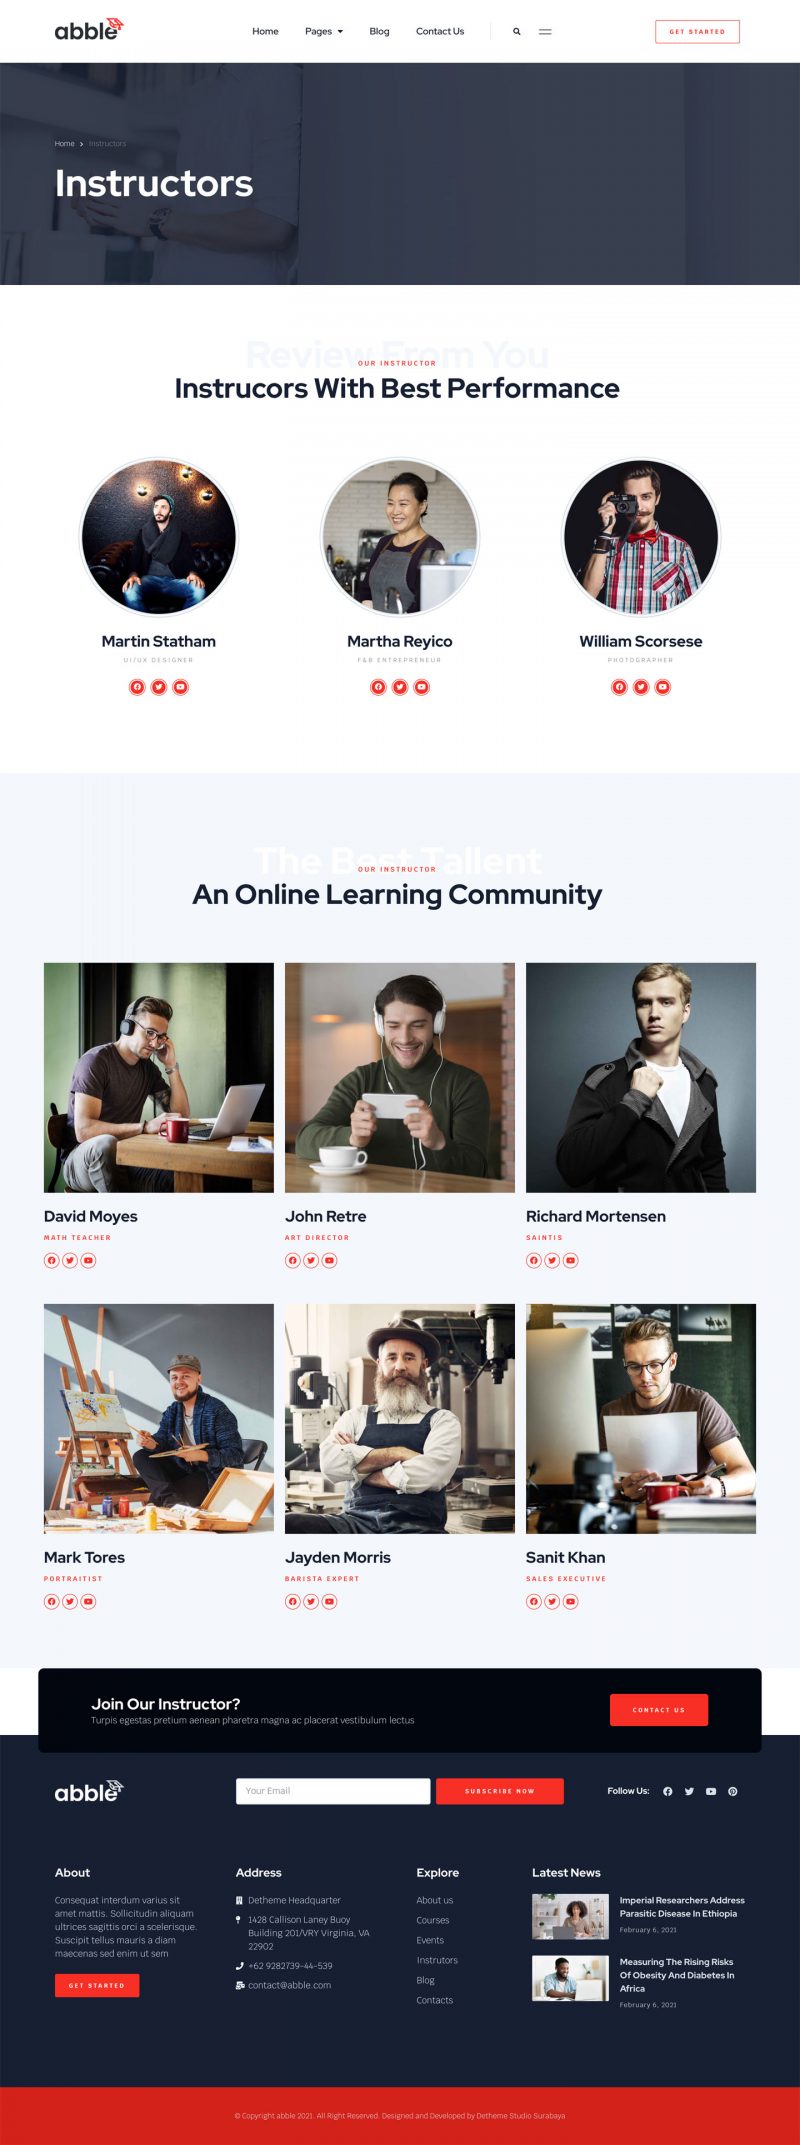 abble
Home
Pages
Blog
Contact Us
GET STARTED
Home
Instructors
Instructors
Review From You
OUR INSTRUCTOR
Instrucors With Best Performance
Martin Statham
Martha Reyico
William Scorsese
UI/UX DESIGNER
F&B ENTREPRENEUR
PHOTOGRAPHER
The Best Tallent
OUR INSTRUCTOR
An Online Learning Community
David Moyes
John Retre
Richard Mortensen
MATH TEACHER
ART DIRECTOR
SAINTIS
Mark Tores
Jayden Morris
Sanit Khan
PORTRAITIST
BARISTA EXPERT
SALES EXECUTIVE
Join Our Instructor?
Turpis egestas pretium aenean pharetra magna ac placerat vestibulum lectus
CONTACT US
abble
Your Email
SUBSCRIBE NOW
Follow Us:
About
Consequat interdum varius sit
amet mattis. Sollicitudin aliquam
ultrices sagittis orci a scelerisque.
Suscipit tellus mauris a diam
maecenas sed enim ut sem
GET STARTED
Address
Detheme Headquarter
1428 Callison Laney Buoy
Building 201/VRY Virginia, VA
22902
+62 9282739-44-539
contact@abble.com
Explore
About us
Courses
Events
Instrutors
Blog
Contacts
Latest News
Imperial Researchers Address
Parasitic Disease In Ethiopia
February 6, 2021
Measuring The Rising Risks
Of Obesity And Diabetes In
Africa
February 6, 2021
© Copyright abble 2021. All Right Reserved. Designed and Developed by Detheme Studio Surabaya